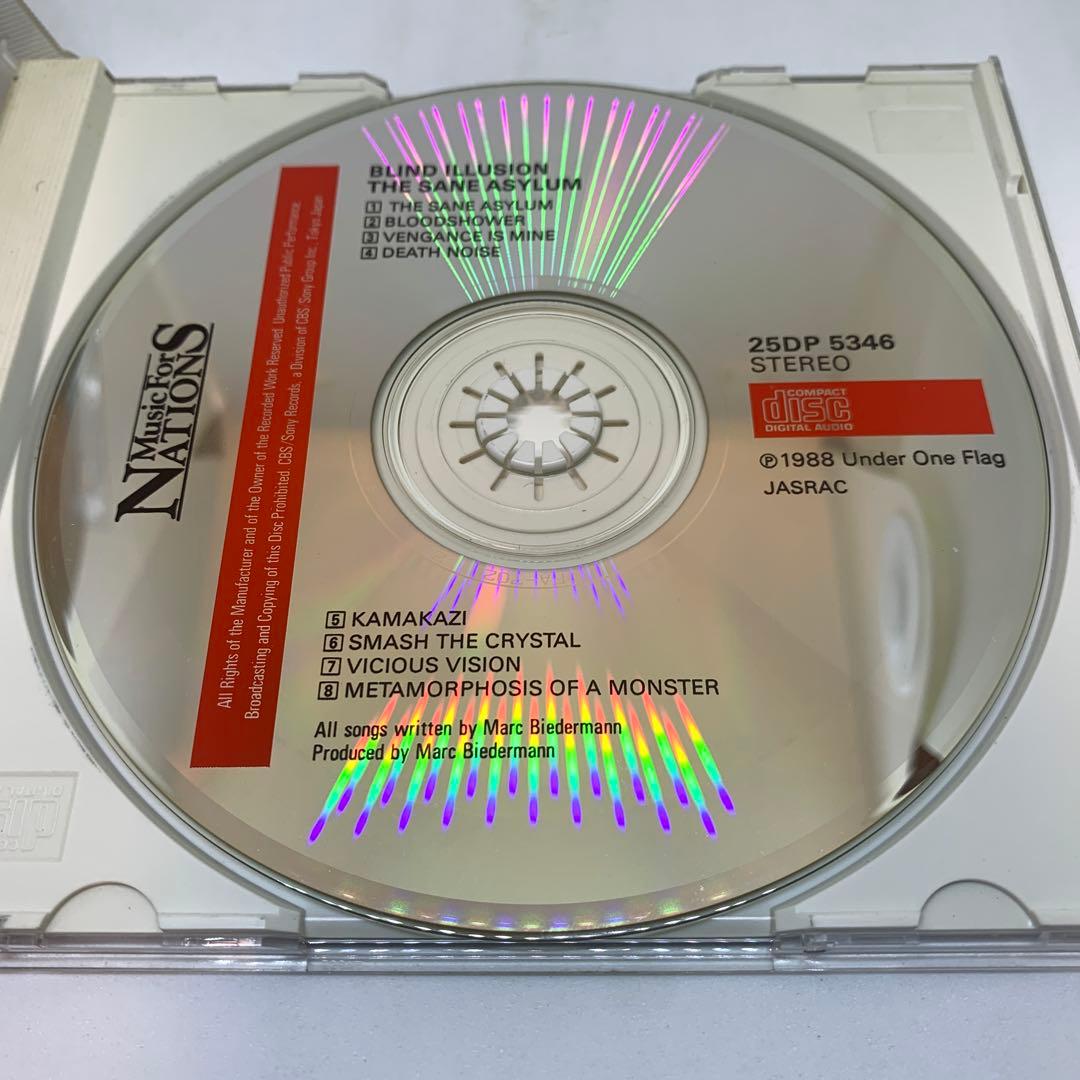 BLIND ILLUSION
THE SANE ASYLUM
1 THE SANE ASYLUM
2 BLOODSHOWER
3 VENGANCE IS MINE
4 DEATH NOISE
Music For
NATIONS
All Rights of the Manufacturer and of the Owner of the Recorded Work Reserved. Unauthorized Public Performance,
Broadcasting and Copying of this Disc Prohibited. CBS/Sony Records, a Division of CBS/Sony Group Inc., Tokyo Japan
25DP 5346
STEREO
COMPACT
disc
DIGITAL AUDIO
℗1988 Under One Flag
JASRAC
5 KAMAKAZI
6 SMASH THE CRYSTAL
7 VICIOUS VISION
8 METAMORPHOSIS OF A MONSTER
All songs written by Marc Biedermann
Produced by Marc Biedermann